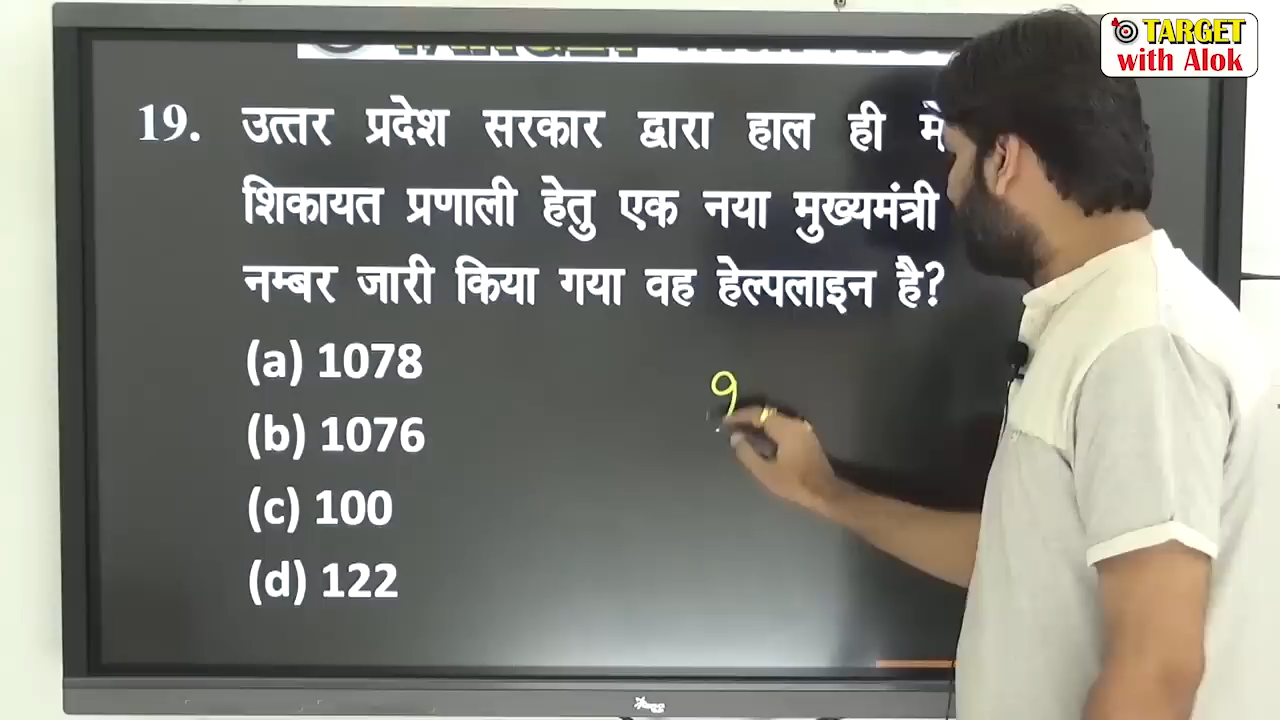 TARGET
with Alok
19. उत्तर प्रदेश सरकार द्वारा हाल ही में
शिकायत प्रणाली हेतु एक नया मुख्यमंत्री
नम्बर जारी किया गया वह हेल्पलाइन है?
(a) 1078
(b) 1076
(c) 100
(d) 122
9